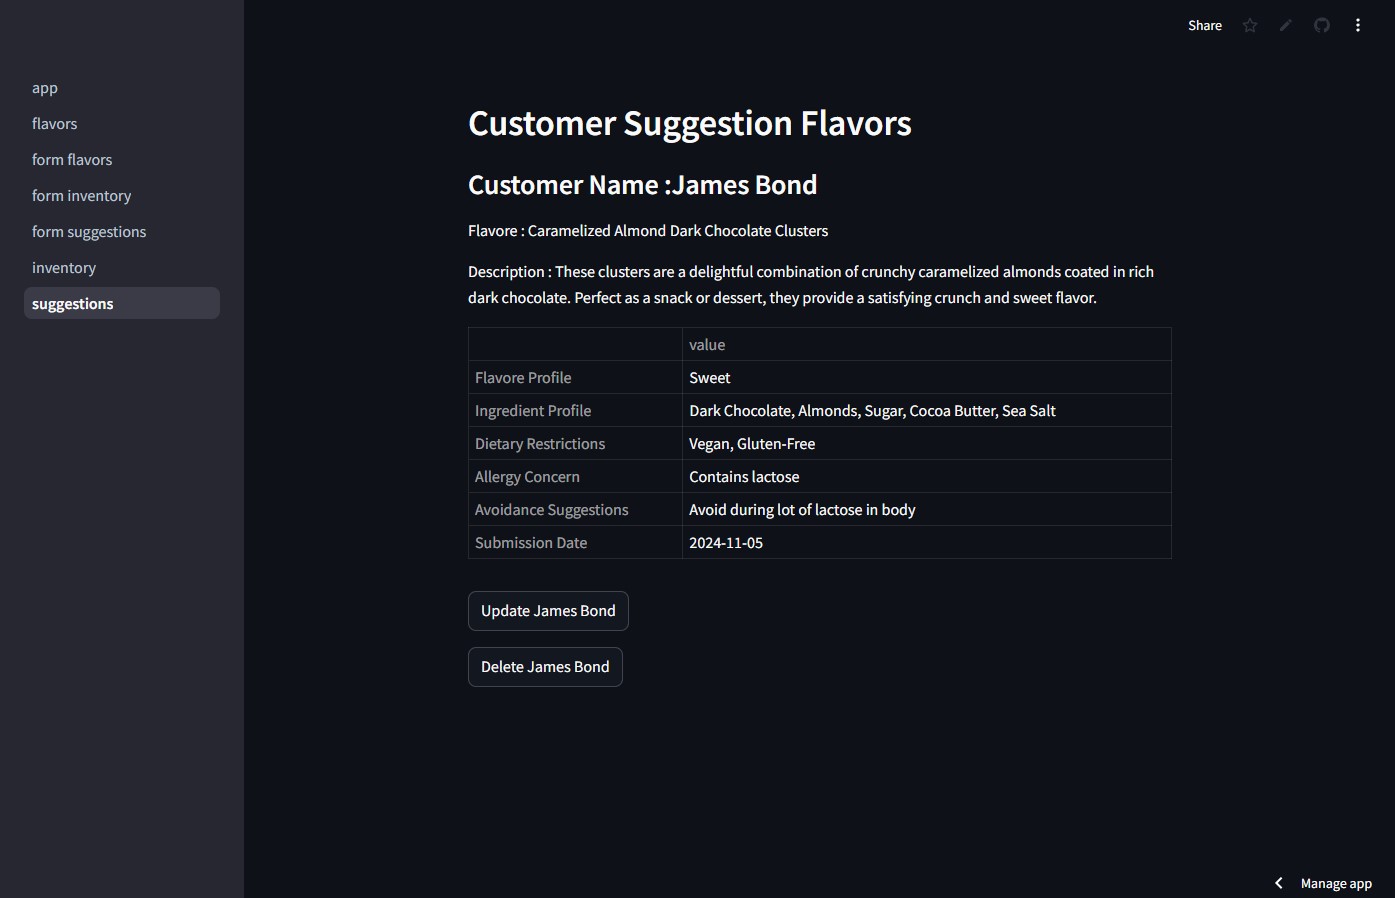 Share
app
flavors
form flavors
form inventory
form suggestions
inventory
suggestions
Customer Suggestion Flavors
Customer Name :James Bond
Flavore : Caramelized Almond Dark Chocolate Clusters
Description : These clusters are a delightful combination of crunchy caramelized almonds coated in rich
dark chocolate. Perfect as a snack or dessert, they provide a satisfying crunch and sweet flavor.
value
Flavore Profile Sweet
Ingredient Profile Dark Chocolate, Almonds, Sugar, Cocoa Butter, Sea Salt
Dietary Restrictions Vegan, Gluten-Free
Allergy Concern Contains lactose
Avoidance Suggestions Avoid during lot of lactose in body
Submission Date 2024-11-05
Update James Bond
Delete James Bond
Manage app